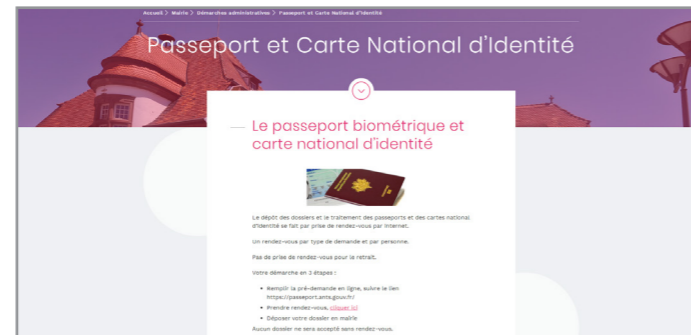 Accueil > Mairie > Démarches administratives > Passeport et Carte National d'Identité
Passeport et Carte National d'Identité
Le passeport biométrique et
carte national d'identité
Le dépôt des dossiers et le traitement des passeports et des cartes national
d'identité se fait par prise de rendez-vous par internet.
Un rendez-vous par type de demande et par personne.
Pas de prise de rendez-vous pour le retrait.
Votre démarche en 3 étapes :
• Remplir la pré-demande en ligne, suivre le lien
https://passeport.ants.gouv.fr/
• Prendre rendez-vous, cliquer ici
• Déposer votre dossier en mairie
Aucun dossier ne sera accepté sans rendez-vous.